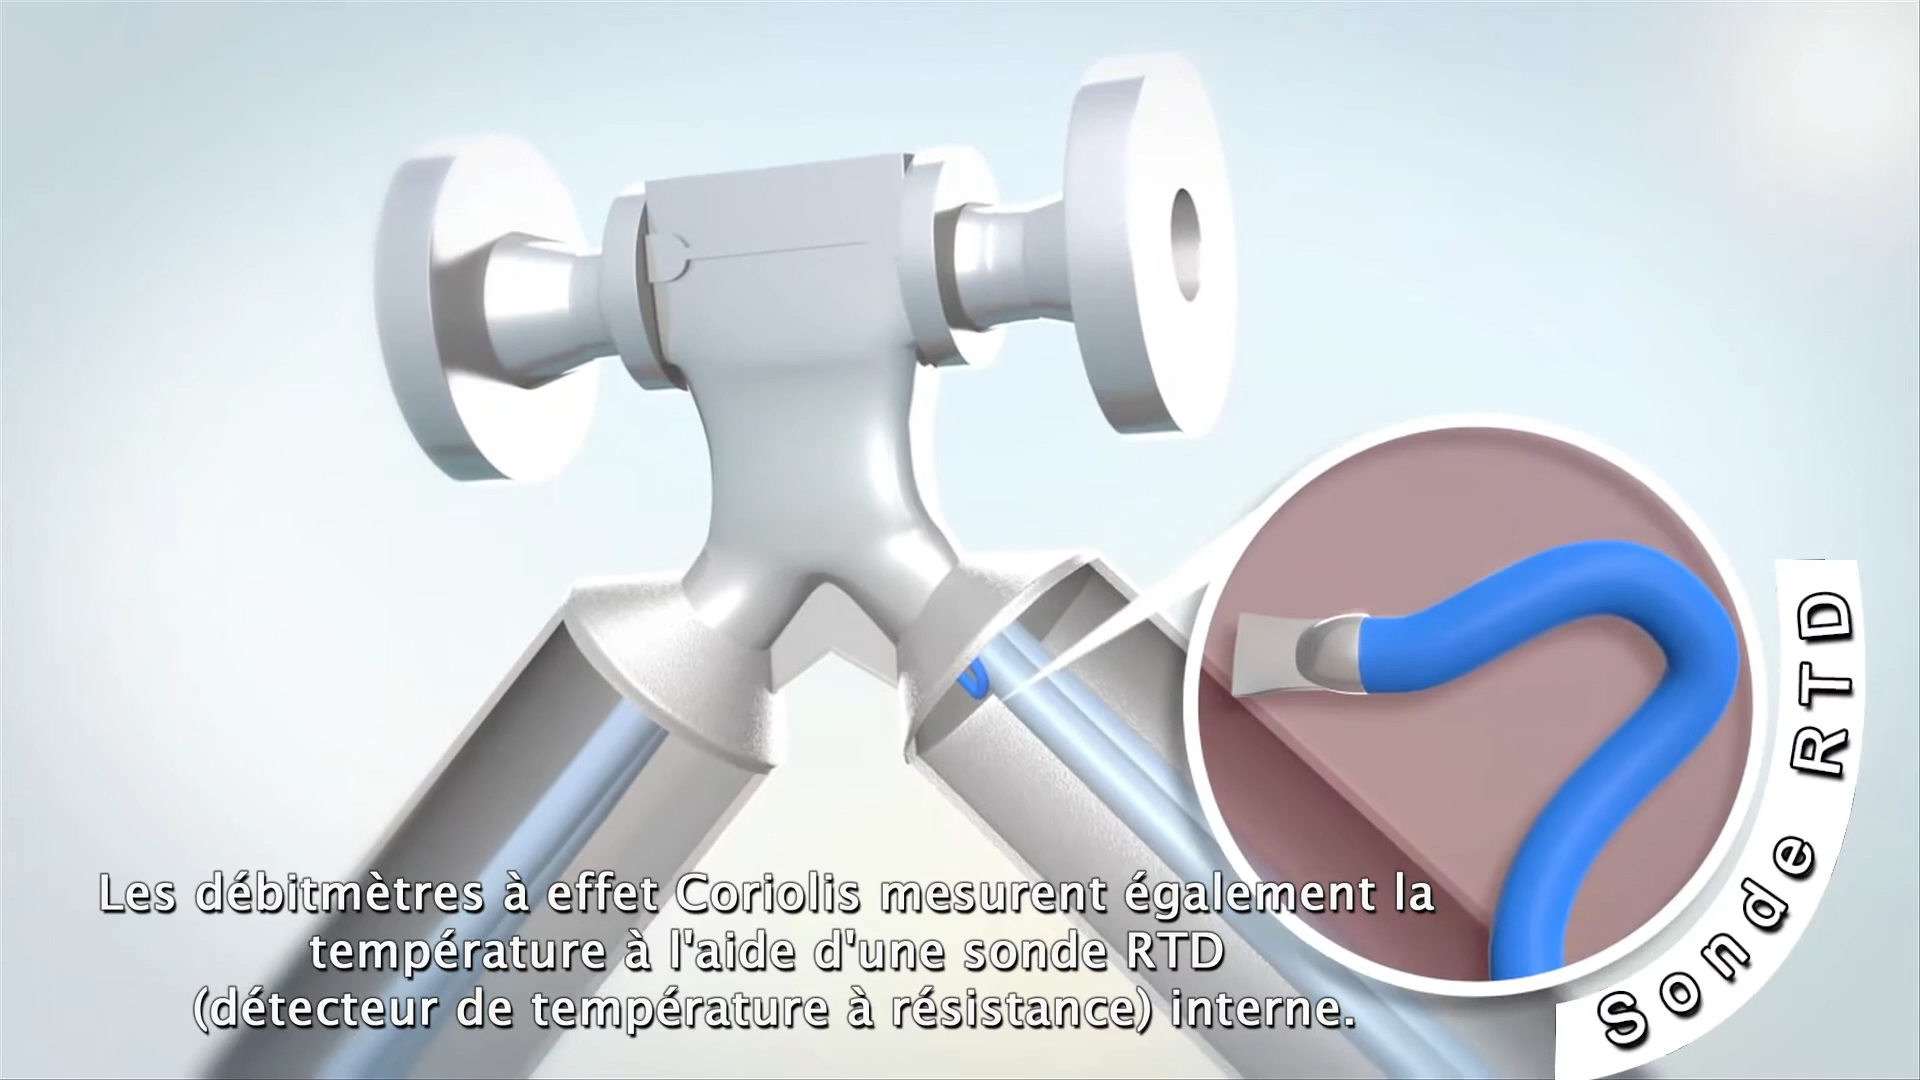 Les débitmètres à effet Coriolis mesurent également la
température à l'aide d'une sonde RTD
(détecteur de température à résistance) interne.
Sonde RTD